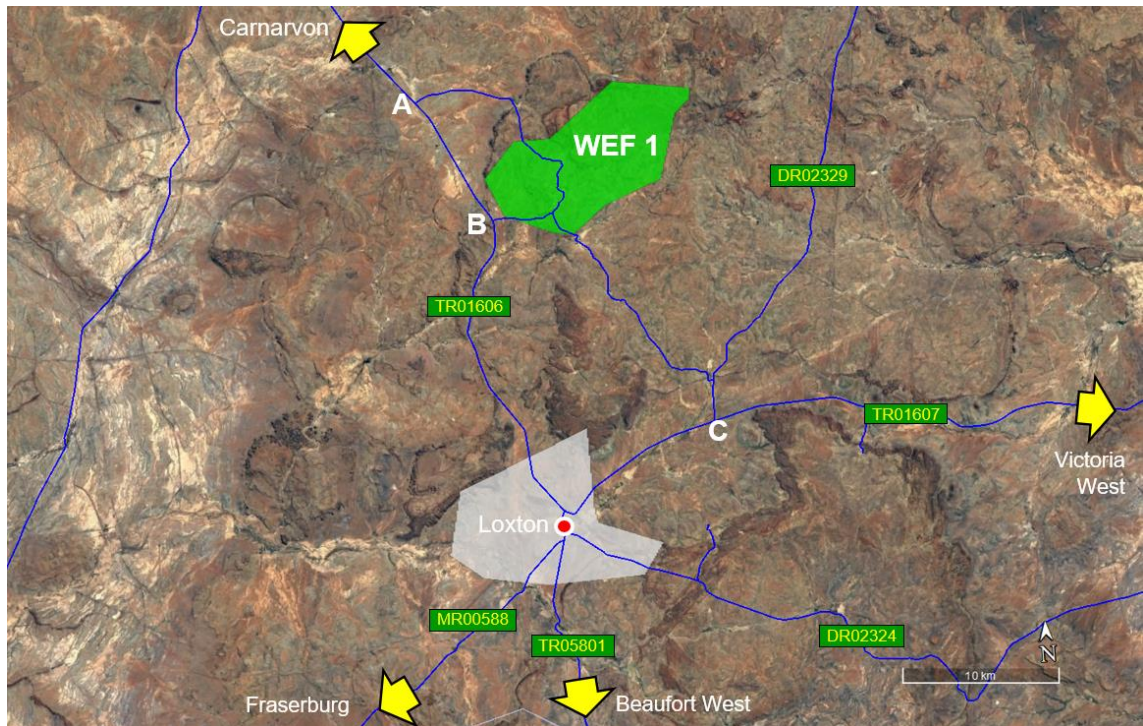 Carnarvon
A
WEF 1
DR02329
B
TR01606
TR01607
C
Victoria
West
Loxton
MR00588
TR05801
DR02324
N
10 km
Fraserburg
Beaufort West